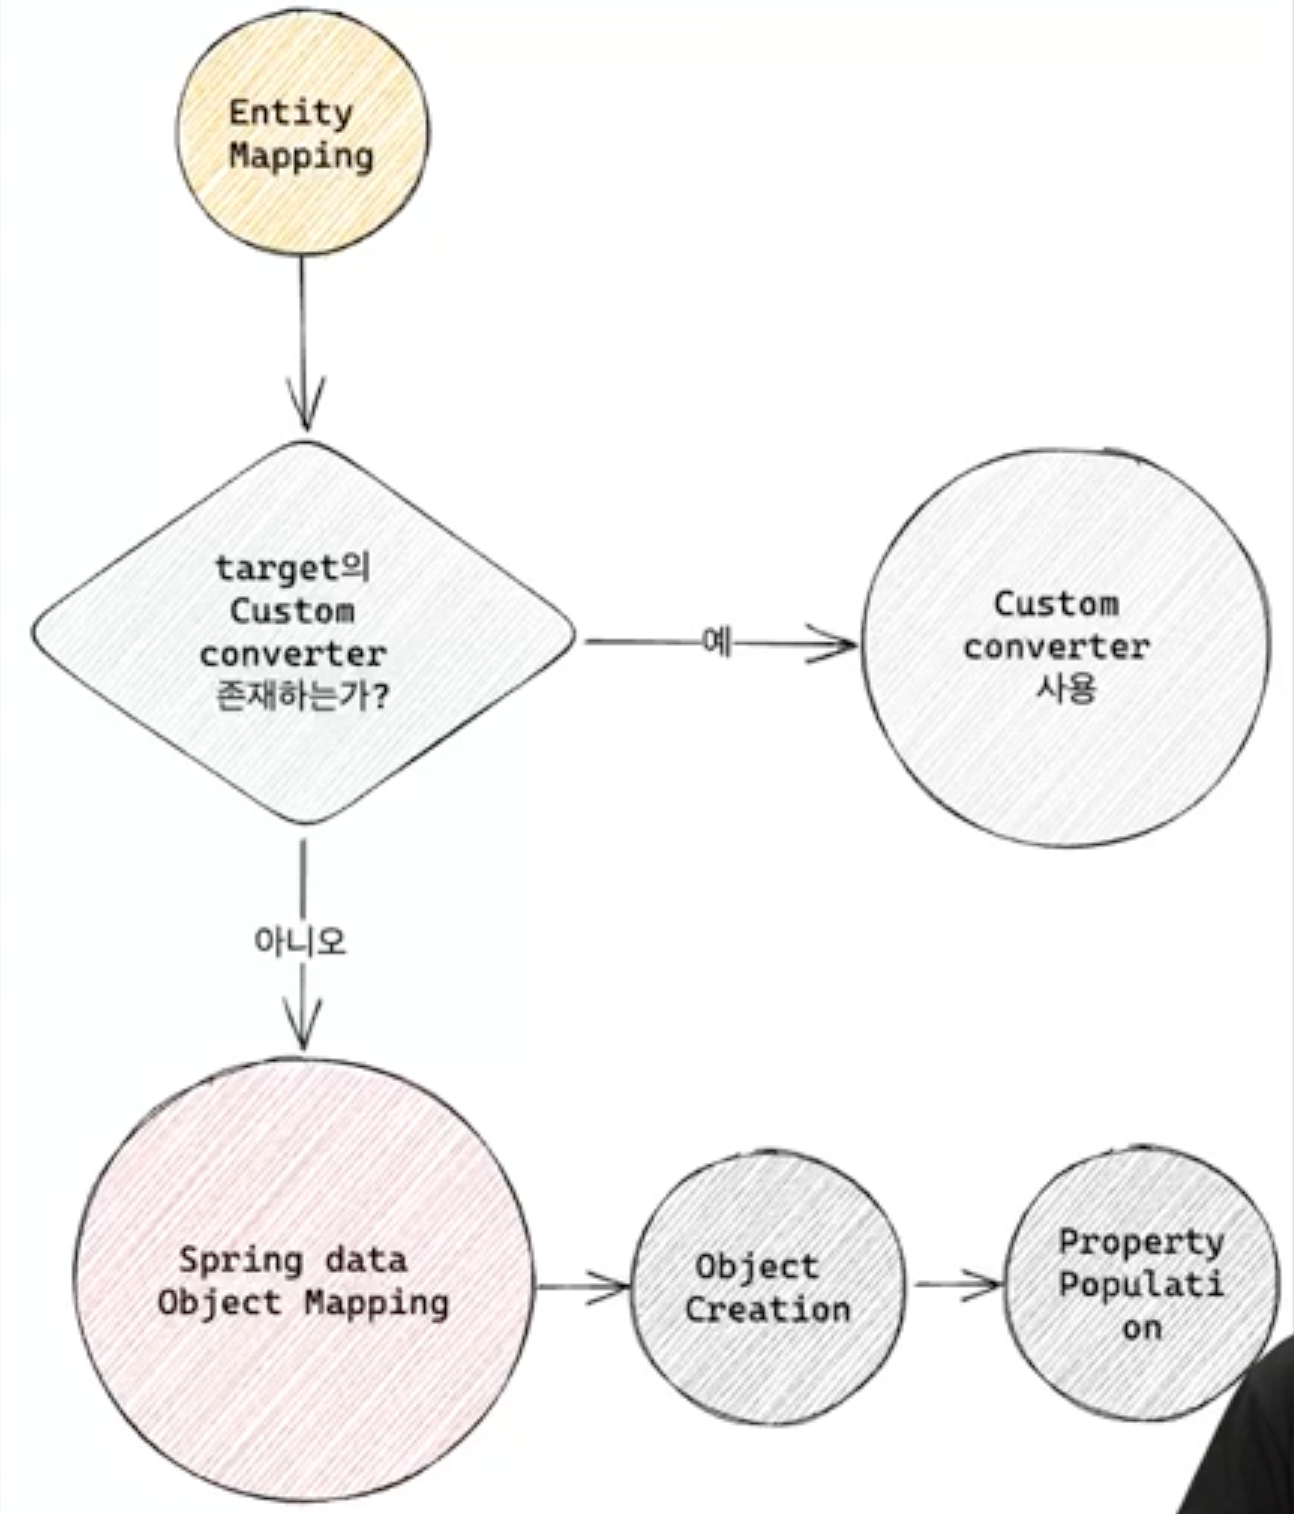 Entity
Mapping
target의
Custom
converter
존재하는가?
예
Custom
converter
사용
아니오
Spring data
Object Mapping
Object
Creation
Property
Populati
on